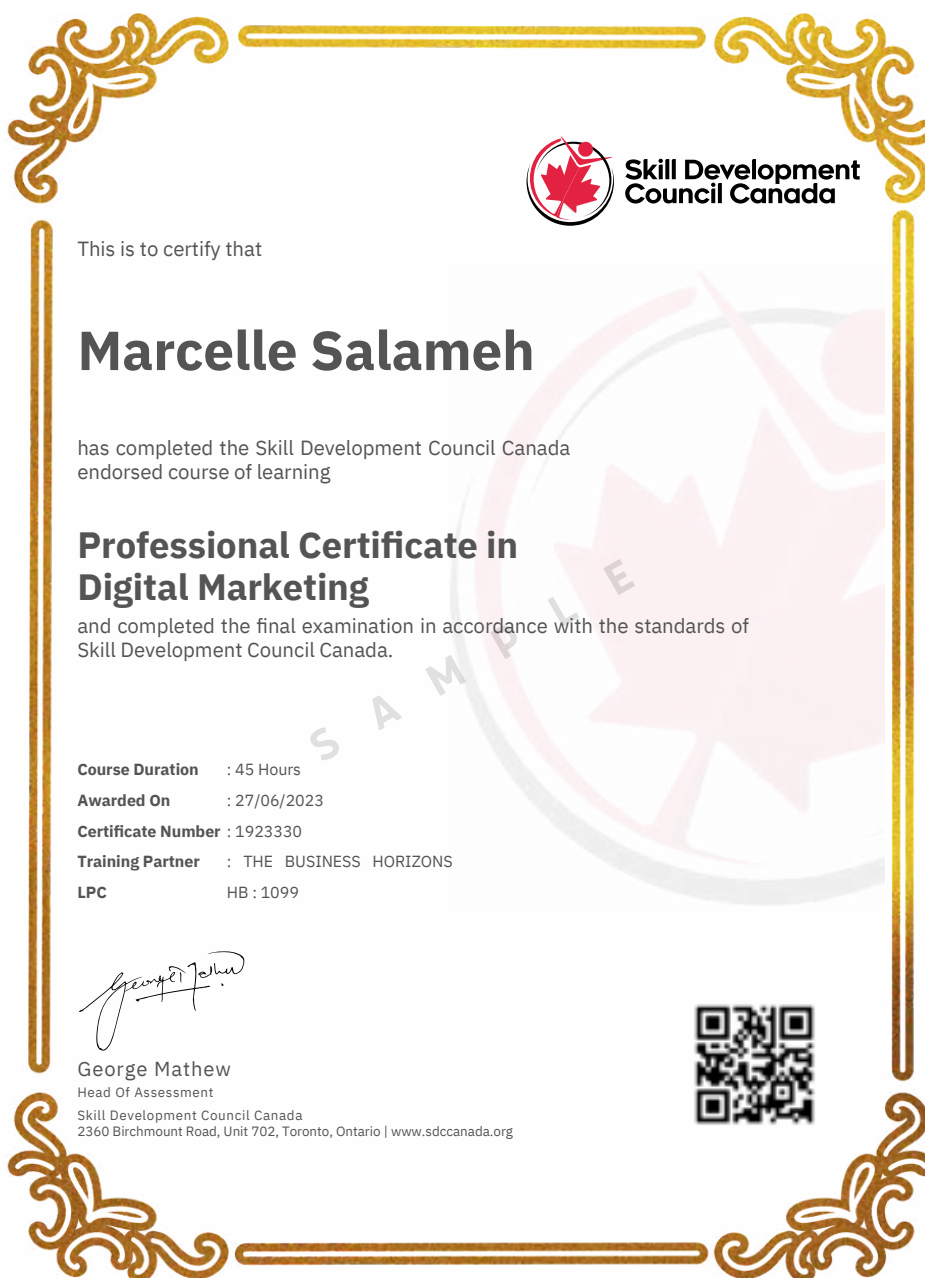 Skill Development
Council Canada
This is to certify that
Marcelle Salameh
has completed the Skill Development Council Canada
endorsed course of learning
Professional Certificate in
Digital Marketing
and completed the final examination in accordance with the standards of
Skill Development Council Canada.
SAMPLE
Course Duration : 45 Hours
Awarded On : 27/06/2023
Certificate Number : 1923330
Training Partner : THE BUSINESS HORIZONS
LPC HB : 1099
George Mathew
George Mathew
Head Of Assessment
Skill Development Council Canada
2360 Birchmount Road, Unit 702, Toronto, Ontario | www.sdccanada.org